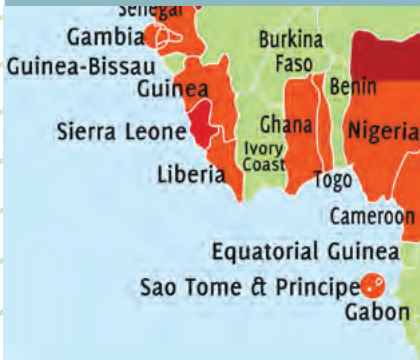 Senegal
Gambia
Burkina
Faso
Guinea-Bissau
Guinea
Benin
Sierra Leone
Ghana
Nigeria
Ivory
Coast
Liberia
Togo
Cameroon
Equatorial Guinea
Sao Tome & Principe
Gabon